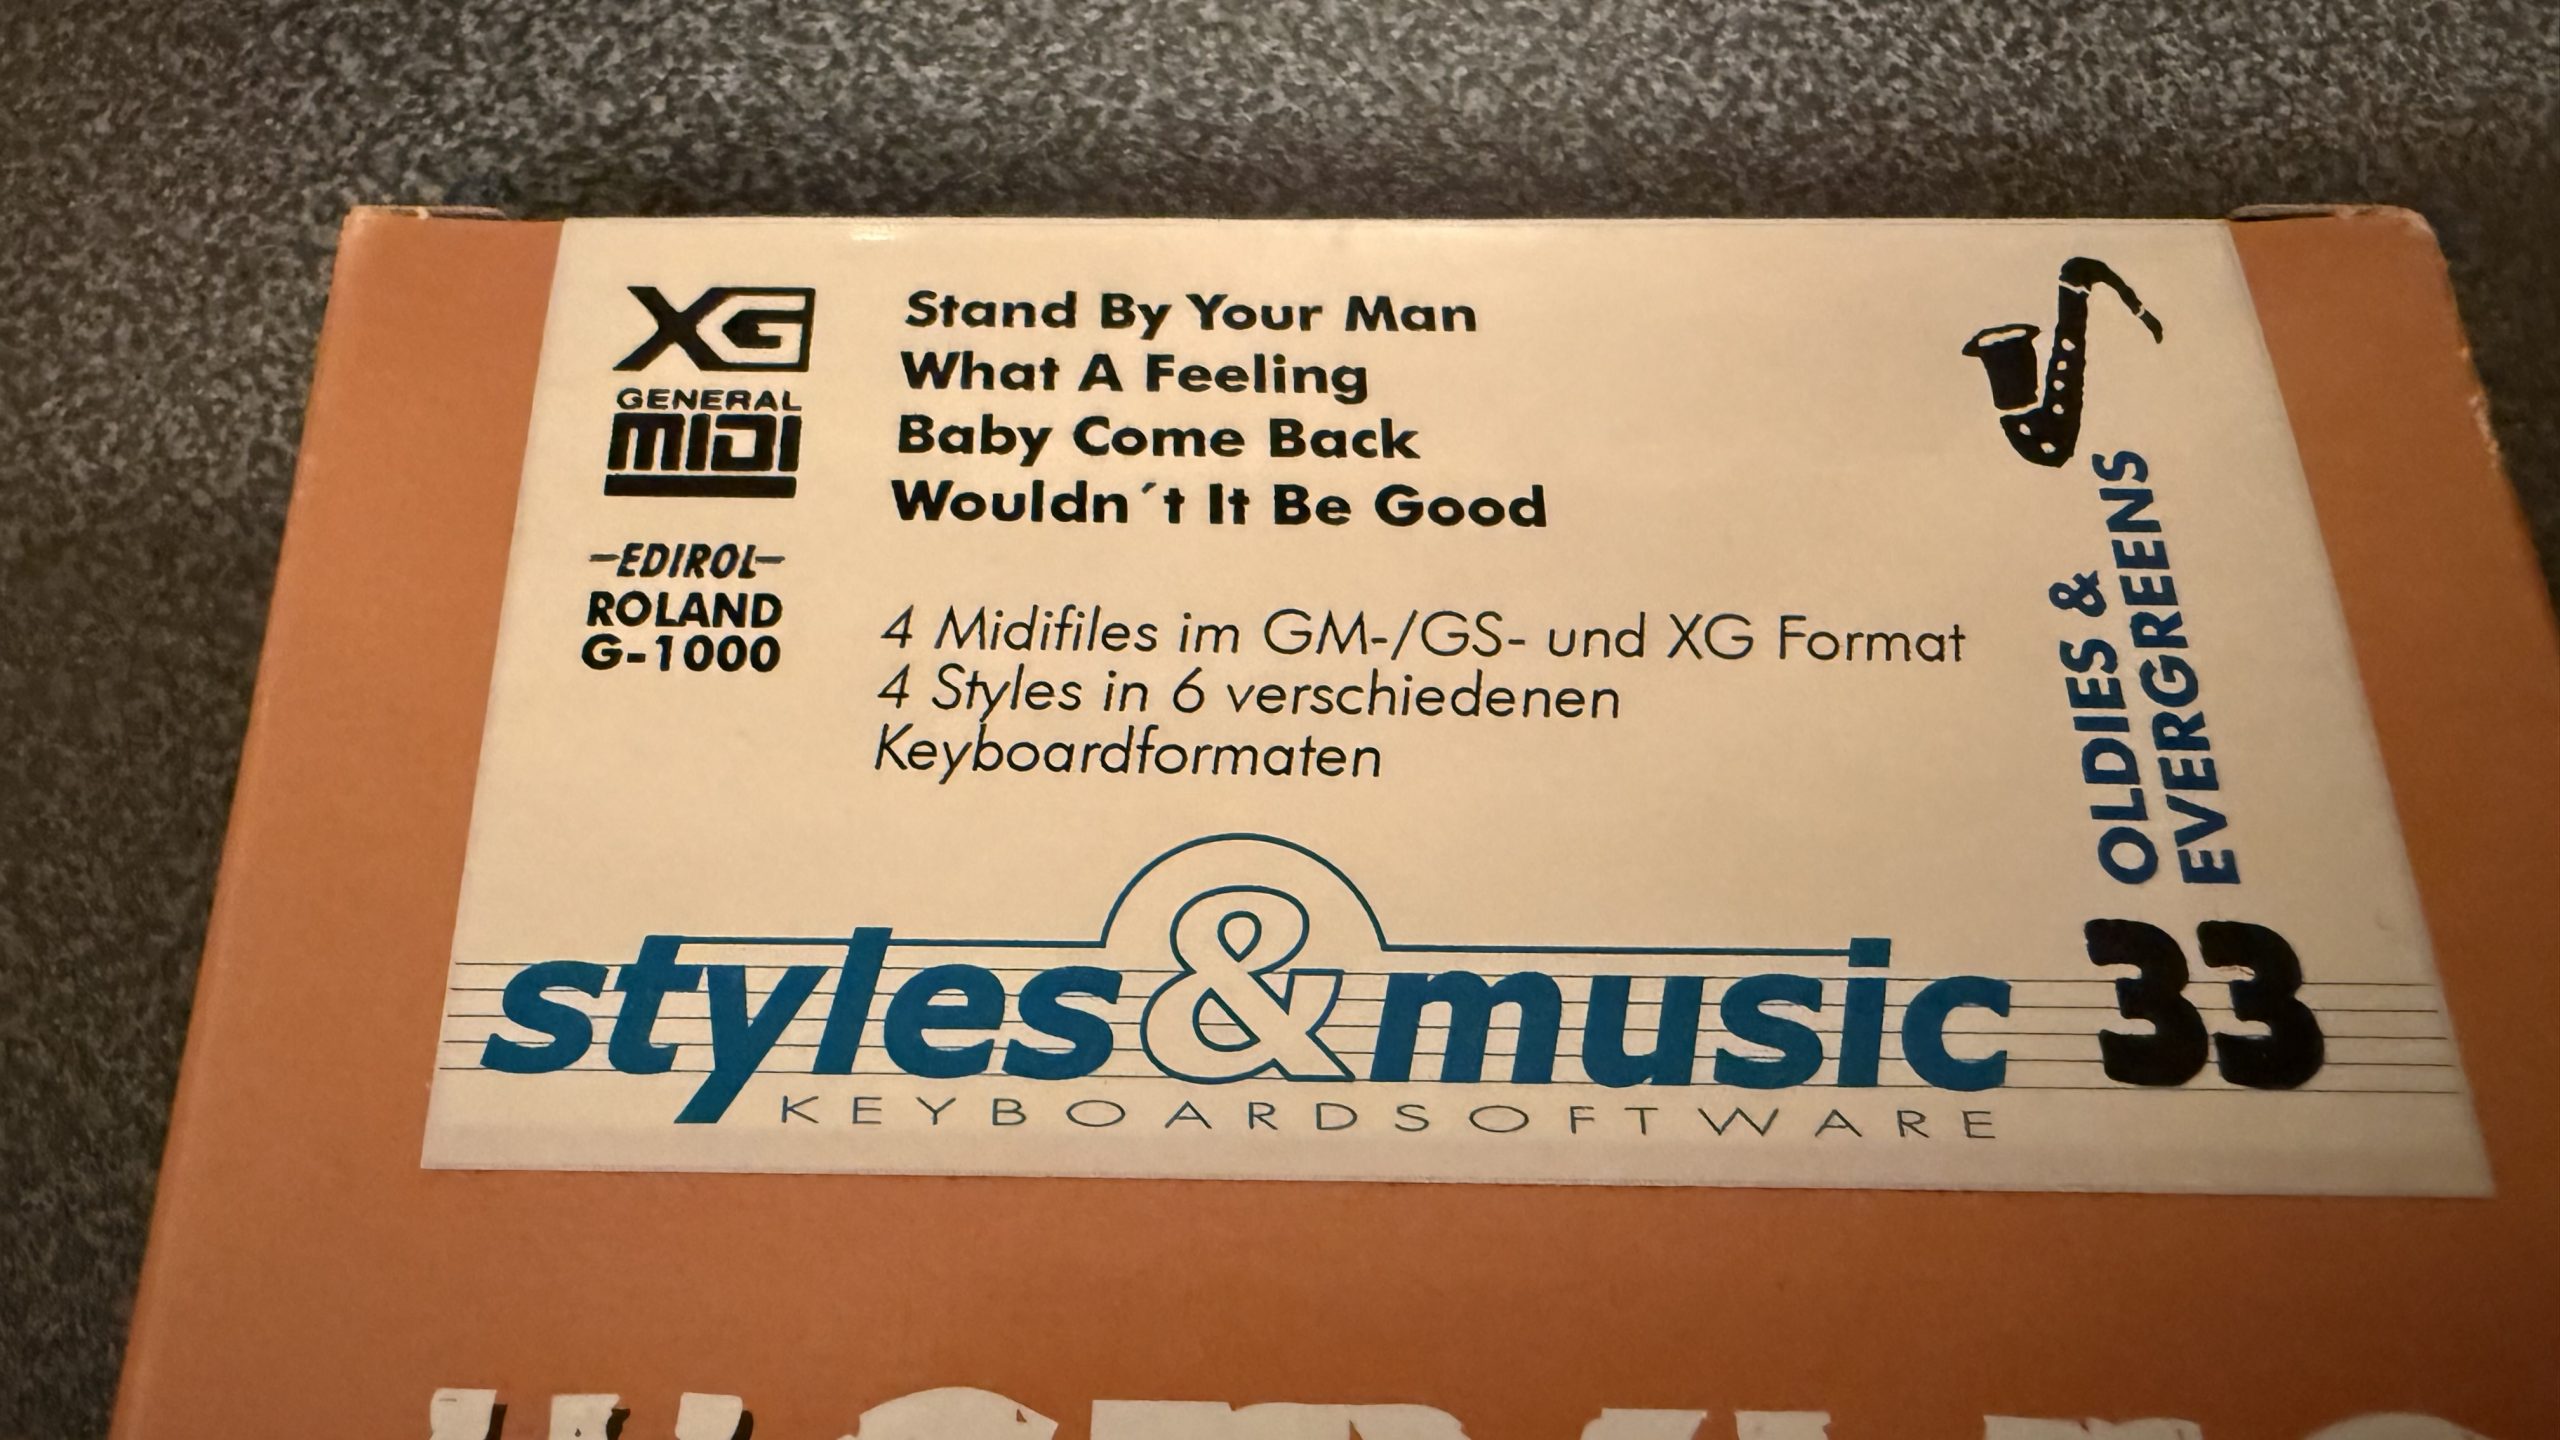 XG
GENERAL
MIDI
-EDIROL-
ROLAND
G-1000
Stand By Your Man
What A Feeling
Baby Come Back
Wouldn´t It Be Good
4 Midifiles im GM-/GS- und XG Format
4 Styles in 6 verschiedenen
Keyboardformaten
OLDIES &
EVERGREENS
styles&music 33
KEYBOARDSOFTWARE